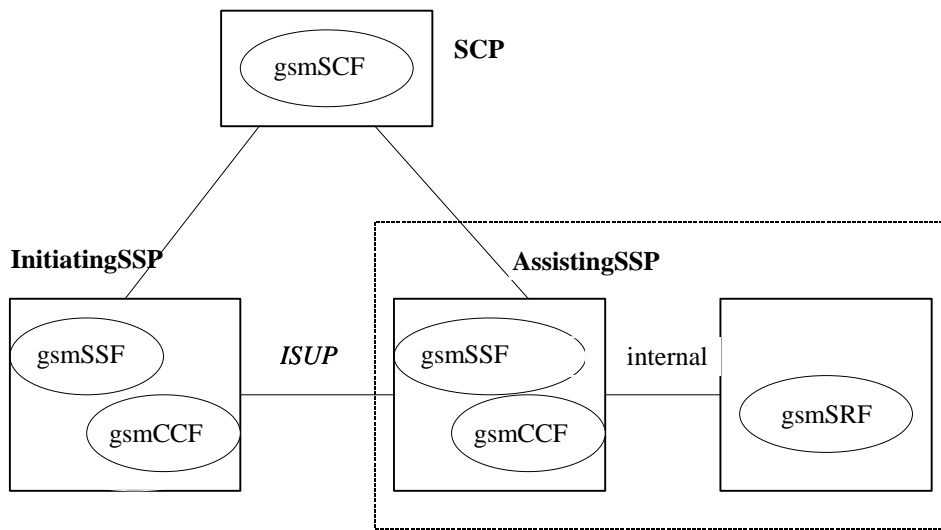 SCP
gsmSCF
InitiatingSSP
AssistingSSP
gsmSSF
ISUP
gsmSSF
internal
gsmCCF
gsmCCF
gsmSRF